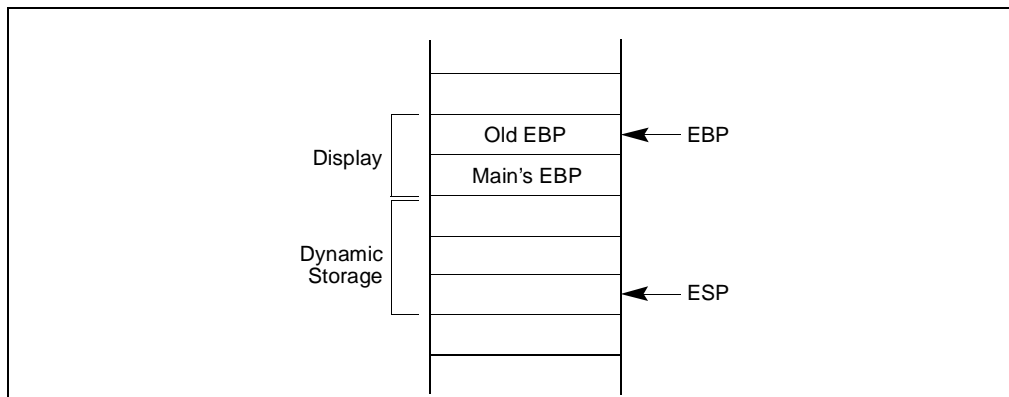 Old EBP
EBP
Display
Main's EBP
Dynamic
Storage
ESP